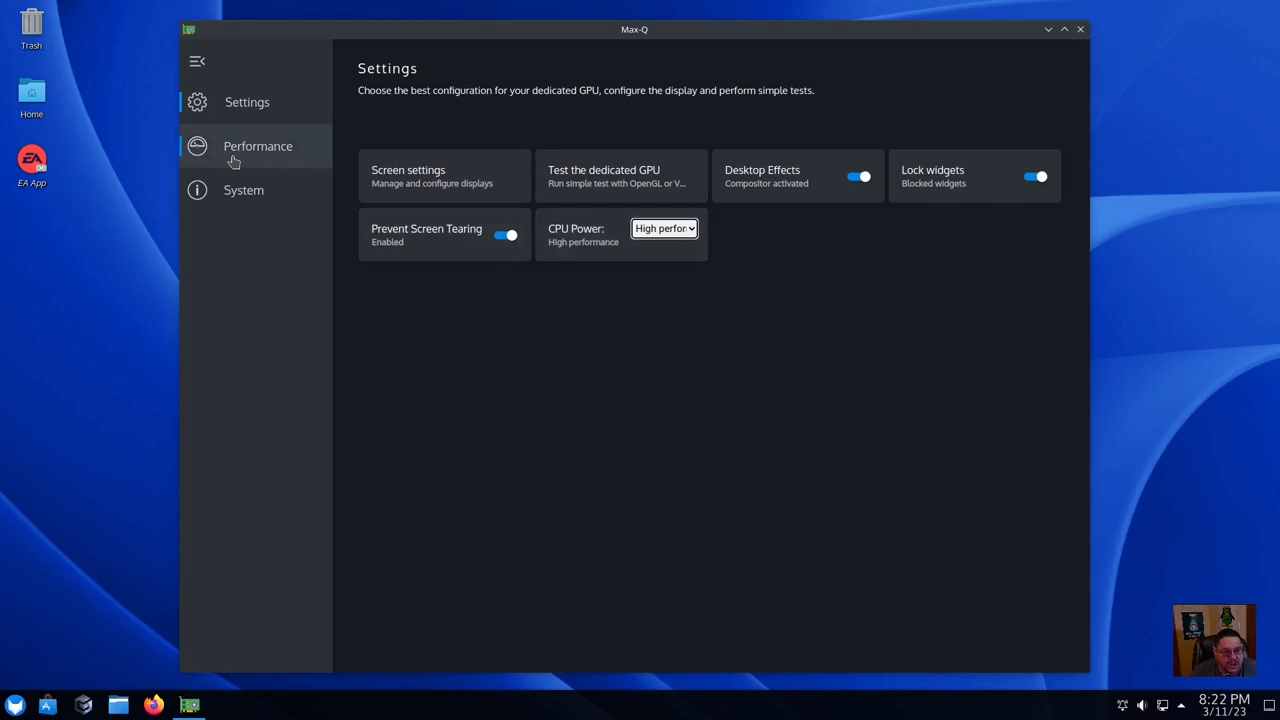 Trash
Home
EA
EA App
Max-Q
Settings
Performance
System
Settings
Choose the best configuration for your dedicated GPU, configure the display and perform simple tests.
Screen settings
Manage and configure displays
Test the dedicated GPU
Run simple test with OpenGL or V...
Desktop Effects
Compositor activated
Lock widgets
Blocked widgets
Prevent Screen Tearing
Enabled
CPU Power:
High performance
High perfor
8:22 PM
3/11/23